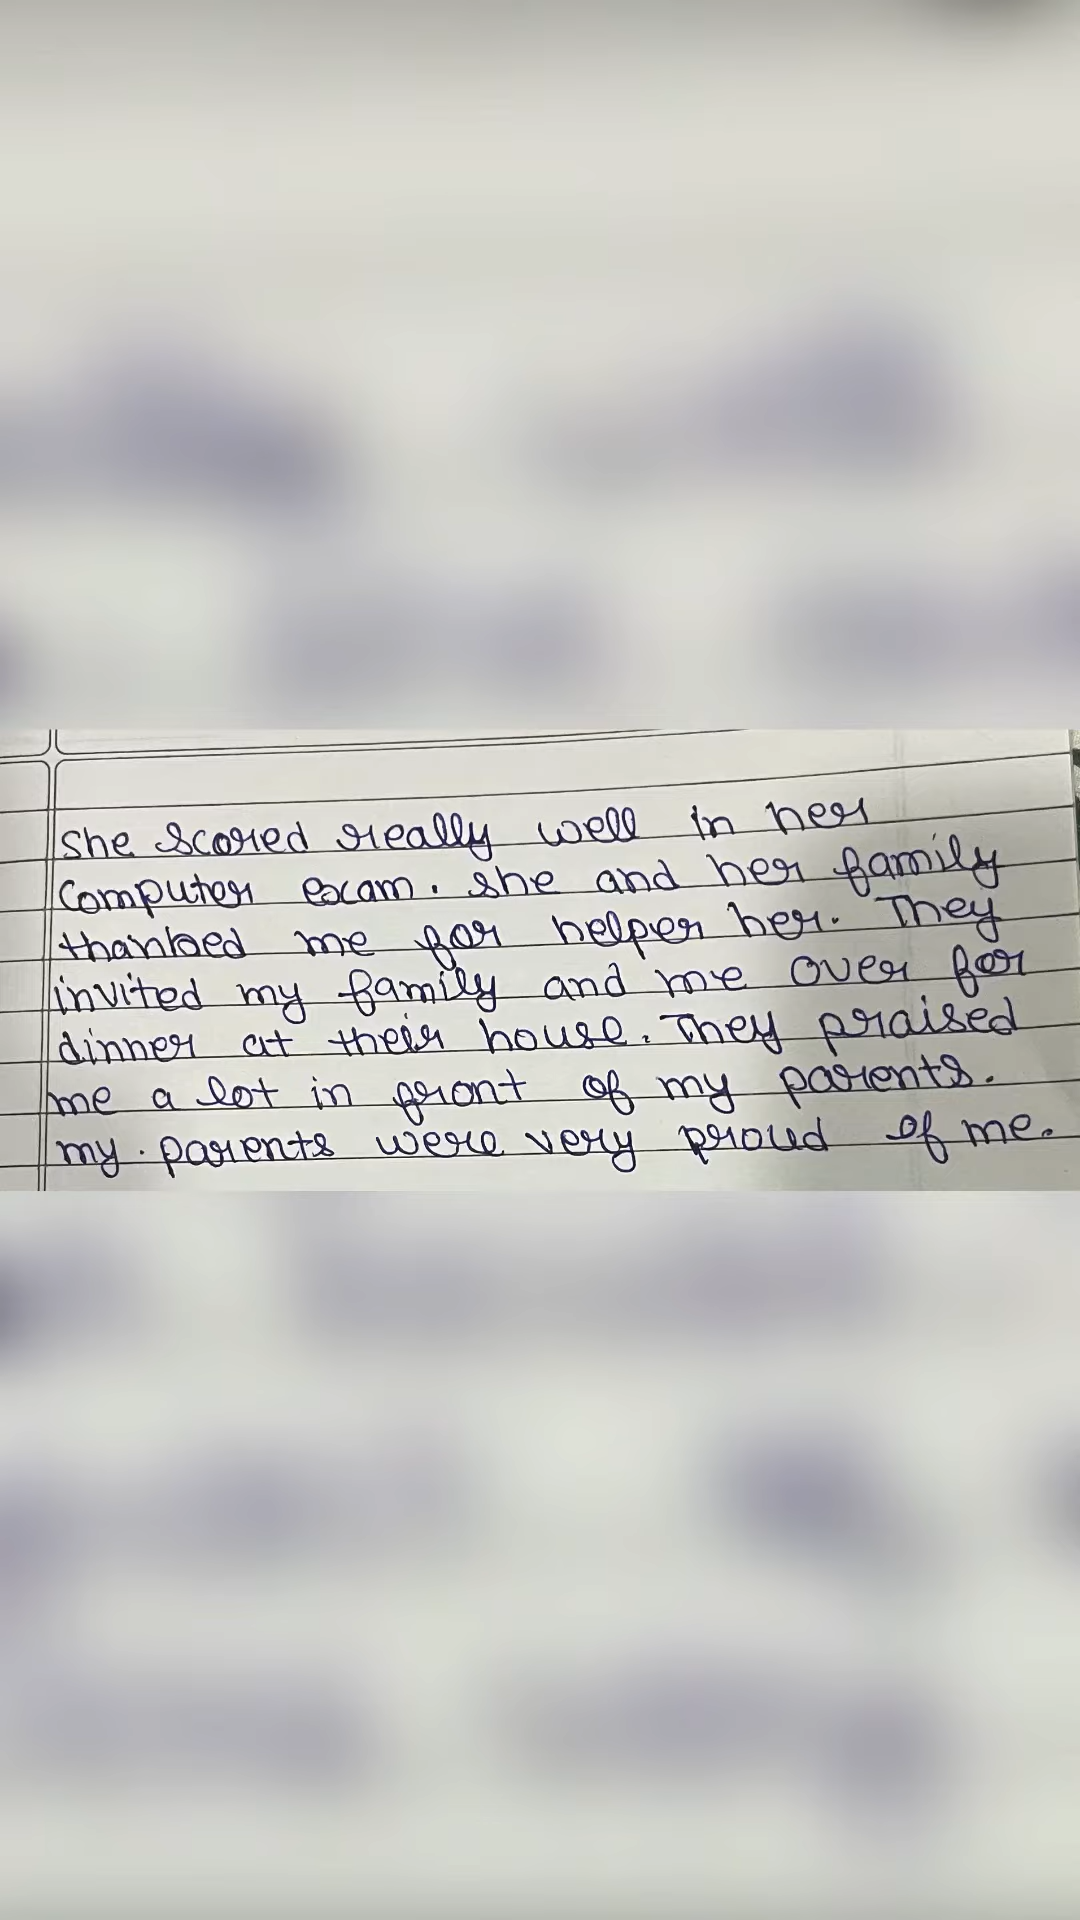 She scored really well in her
Computer exam. she and her family
thanked me for helper her. They
invited my family and me over for
dinner at their house. They praised
me a lot in front of my parents.
my. parents were very proud of me.